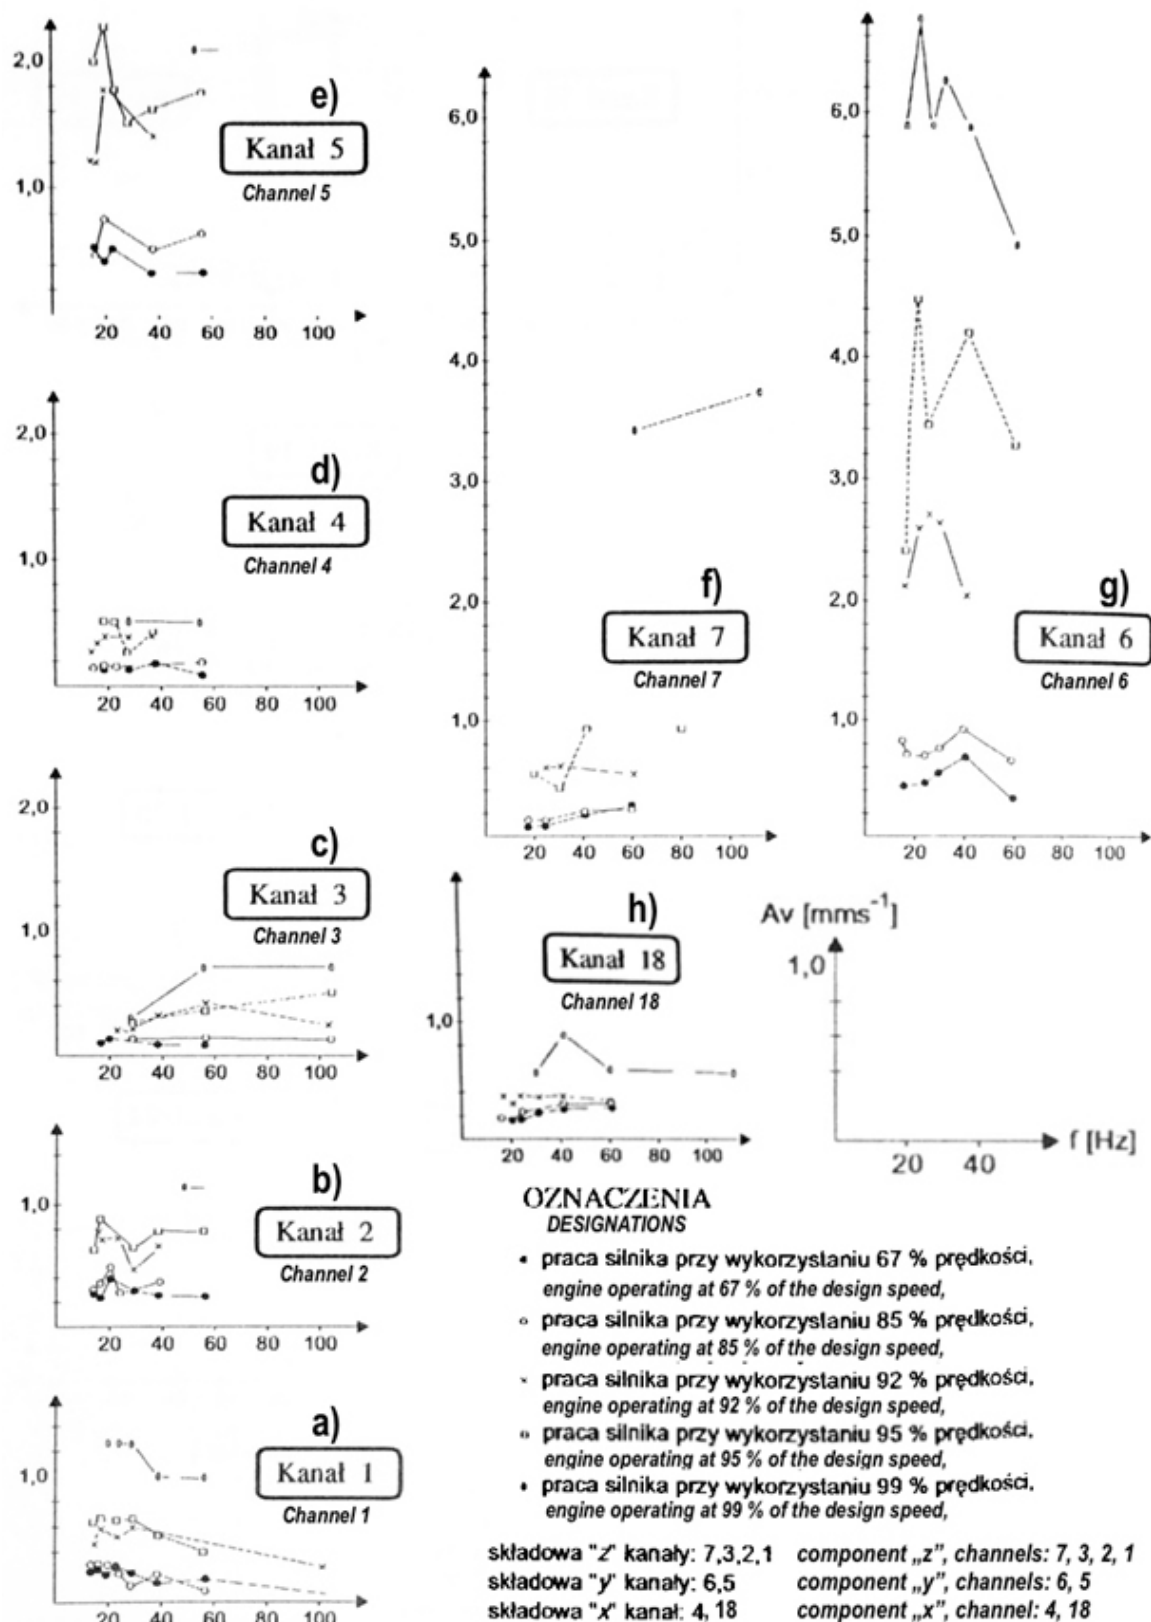 2,0
1,0
e)
Kanał 5
Channel 5
20 40 60 80 100
2,0
1,0
d)
Kanał 4
Channel 4
20 40 60 80 100
2,0
1,0
c)
Kanał 3
Channel 3
20 40 60 80 100
1,0
b)
Kanał 2
Channel 2
20 40 60 80 100
1,0
a)
Kanał 1
Channel 1
20 40 60 80 100
6,0
5,0
4,0
3,0
2,0
1,0
f)
Kanał 7
Channel 7
20 40 60 80 100
6,0
5,0
4,0
3,0
2,0
1,0
g)
Kanał 6
Channel 6
20 40 60 80 100
1,0
h)
Kanał 18
Channel 18
20 40 60 80 100
Av [mms⁻¹]
1,0
20 40
f [Hz]
OZNACZENIA
DESIGNATIONS
praca silnika przy wykorzystaniu 67 % prędkości,
engine operating at 67 % of the design speed,
praca silnika przy wykorzystaniu 85 % prędkości,
engine operating at 85 % of the design speed,
praca silnika przy wykorzystaniu 92 % prędkości,
engine operating at 92 % of the design speed,
praca silnika przy wykorzystaniu 95 % prędkości,
engine operating at 95 % of the design speed,
praca silnika przy wykorzystaniu 99 % prędkości,
engine operating at 99 % of the design speed,
składowa "z" kanały: 7,3,2,1 component „z”, channels: 7, 3, 2, 1
składowa "y" kanały: 6,5 component „y”, channels: 6, 5
składowa "x" kanał: 4, 18 component „x”, channel: 4, 18